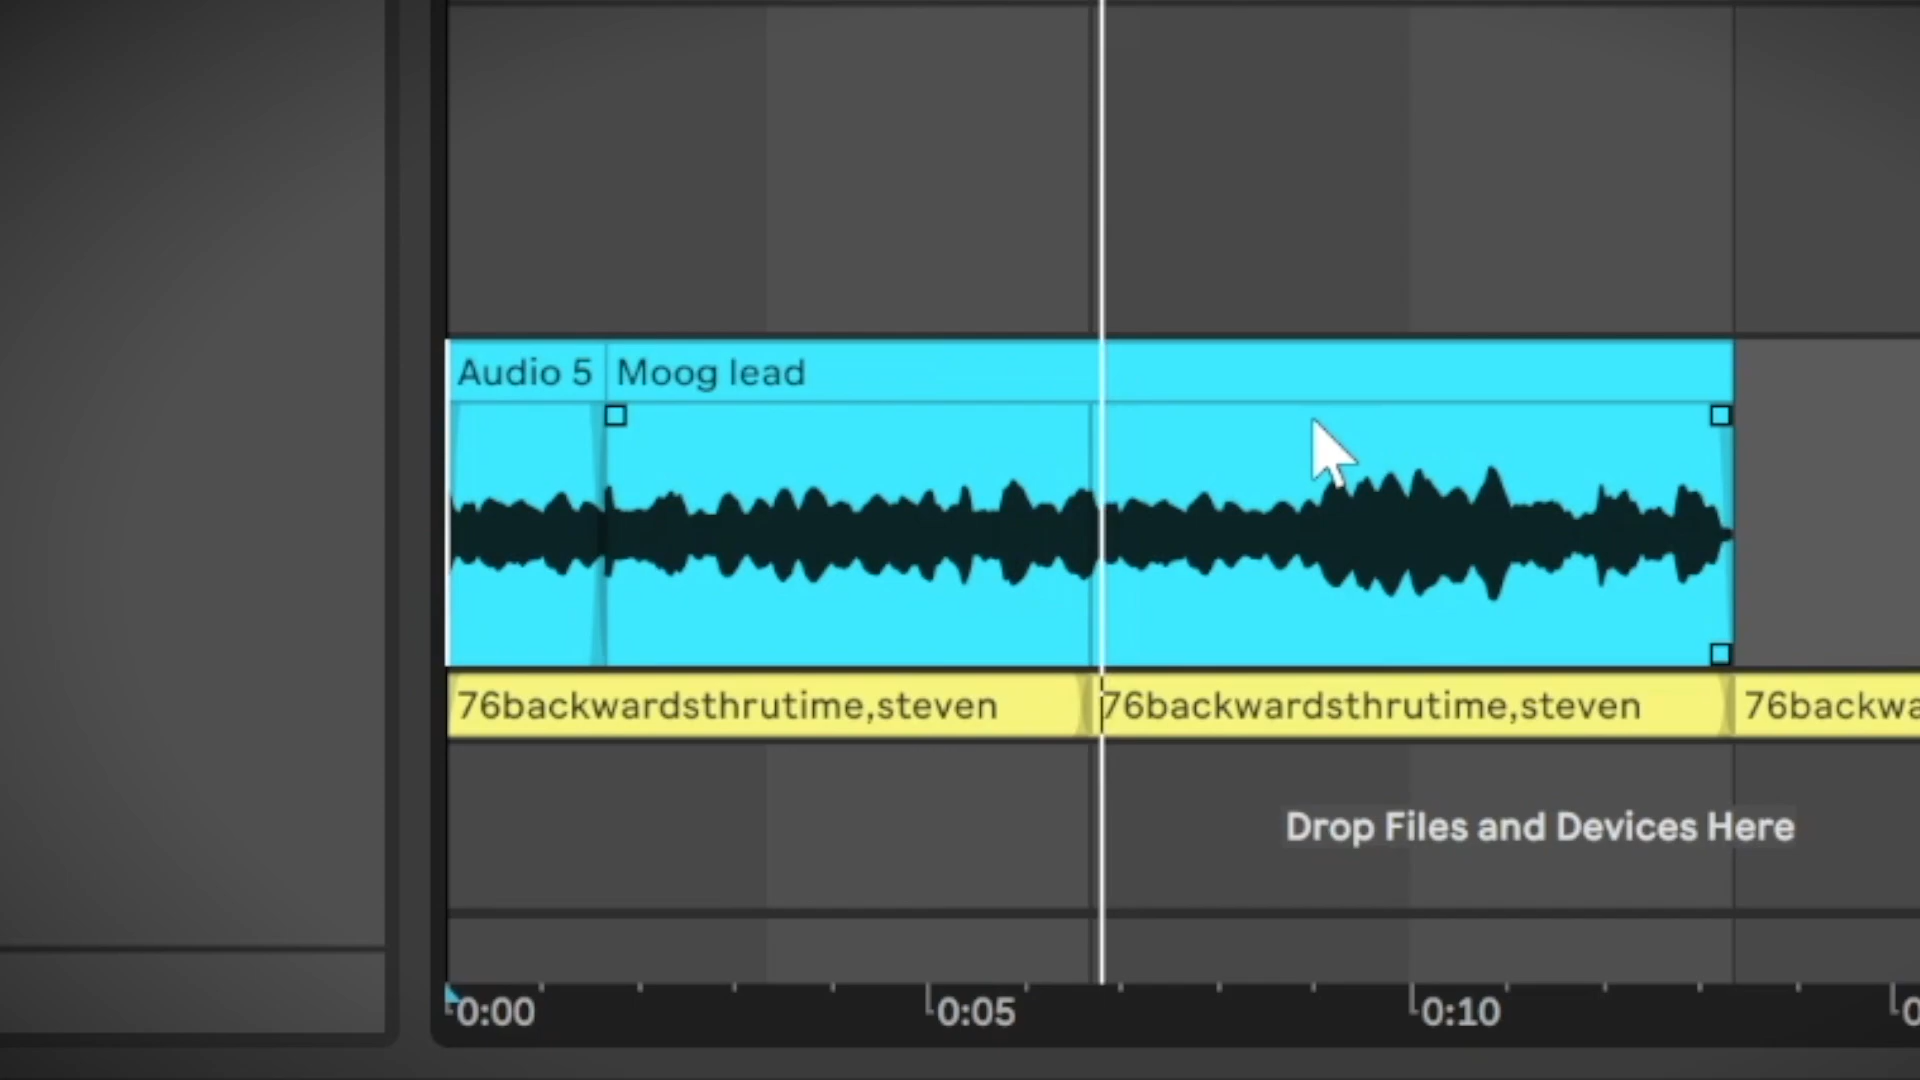 Audio 5 Moog lead
76backwardsthrutime,steven 76backwardsthrutime,steven 76backwa
Drop Files and Devices Here
0:00 0:05 0:10 0